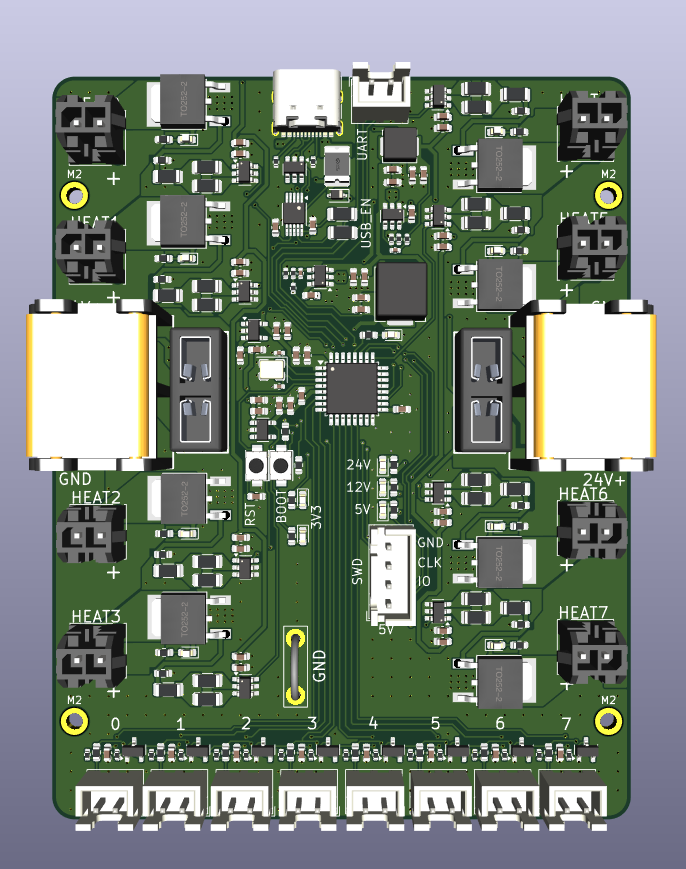 TO252-2
UART
TO252-2
M2
+
+
M2
HEAT1
TO252-2
USB_EN
+
+
TO252-2
GND
24V+
24V
12V
5V
HEAT2
TO252-2
RST
BOOT
3V3
HEAT6
+
SWD
GND
CLK
IO
5V
TO252-2
+
HEAT3
TO252-2
GND
HEAT7
+
TO252-2
+
M2
M2
0 1 2 3 4 5 6 7